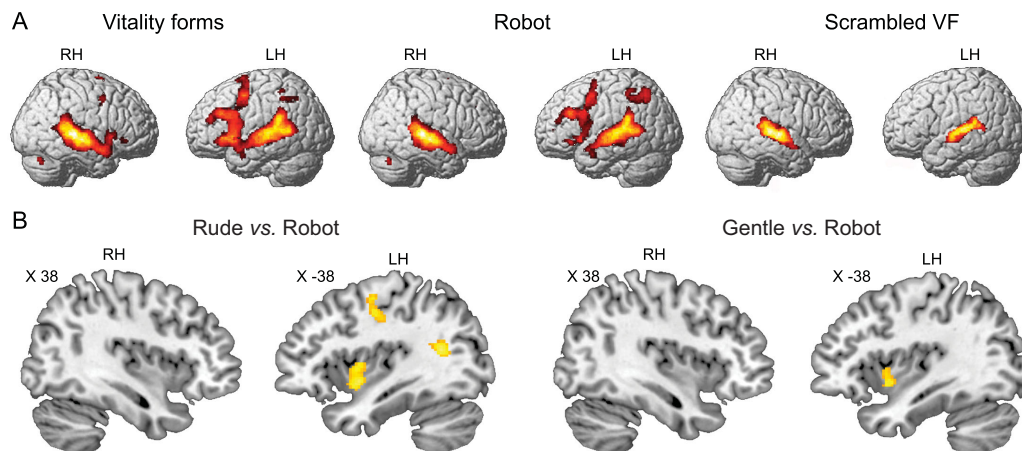 A
Vitality forms
Robot
Scrambled VF
RH
LH
RH
LH
RH
LH
B
Rude vs. Robot
Gentle vs. Robot
RH
LH
RH
LH
X 38
X -38
X 38
X -38